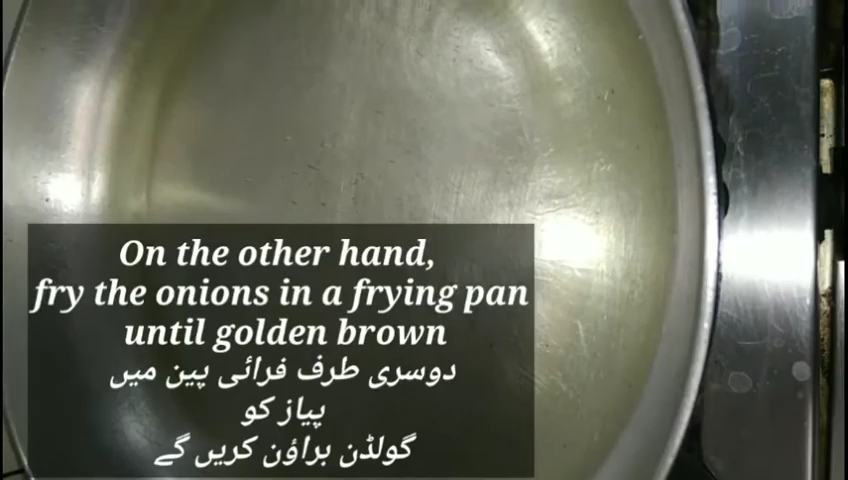 On the other hand,
fry the onions in a frying pan
until golden brown
دوسری طرف فرائی پین میں
پیاز کو
گولڈن براؤن کریں گے